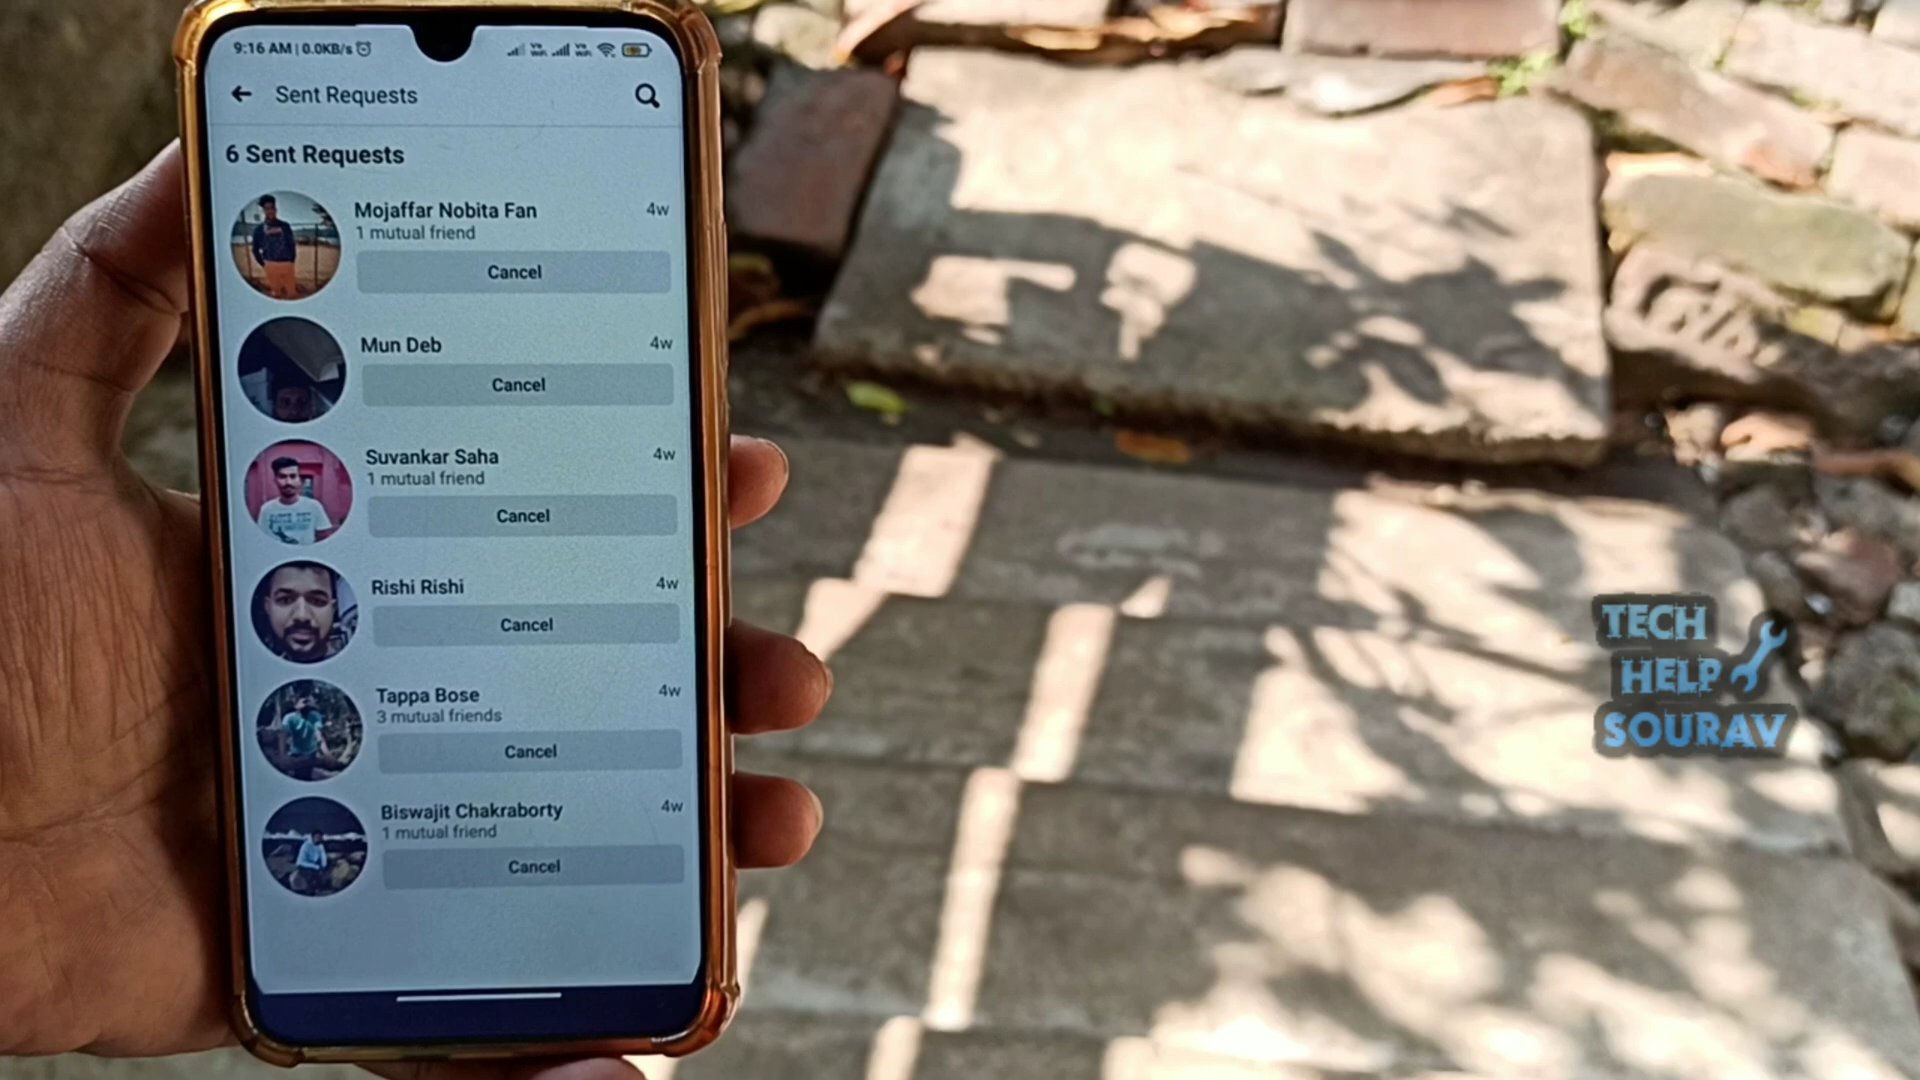 9:16 AM | 0.0KB/s
Sent Requests
6 Sent Requests
Mojaffar Nobita Fan 4w
1 mutual friend
Cancel
Mun Deb 4w
Cancel
Suvankar Saha 4w
1 mutual friend
Cancel
Rishi Rishi 4w
Cancel
Tappa Bose 4w
3 mutual friends
Cancel
Biswajit Chakraborty 4w
1 mutual friend
Cancel
TECH
HELP
SOURAV